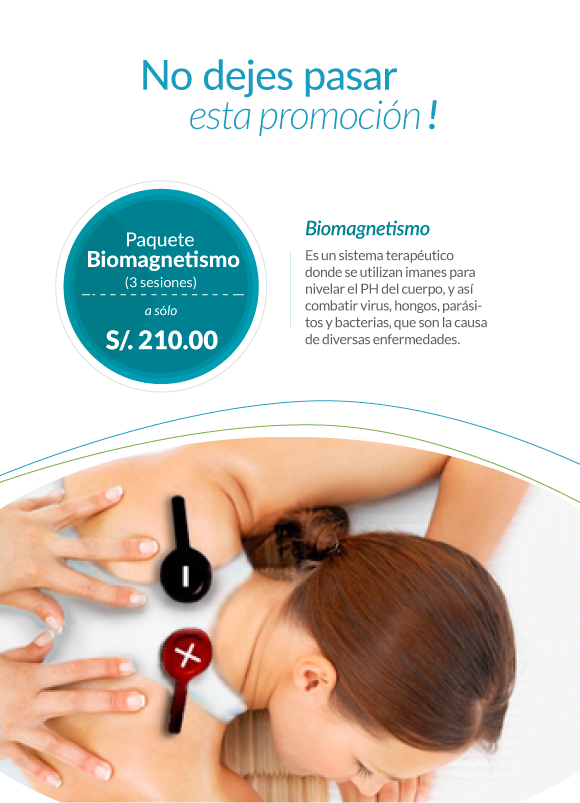 No dejes pasar
esta promoción!
Paquete
Biomagnetismo
(3 sesiones)
a sólo
S/. 210.00
Biomagnetismo
Es un sistema terapéutico
donde se utilizan imanes para
nivelar el PH del cuerpo, y así
combatir virus, hongos, parási-
tos y bacterias, que son la causa
de diversas enfermedades.